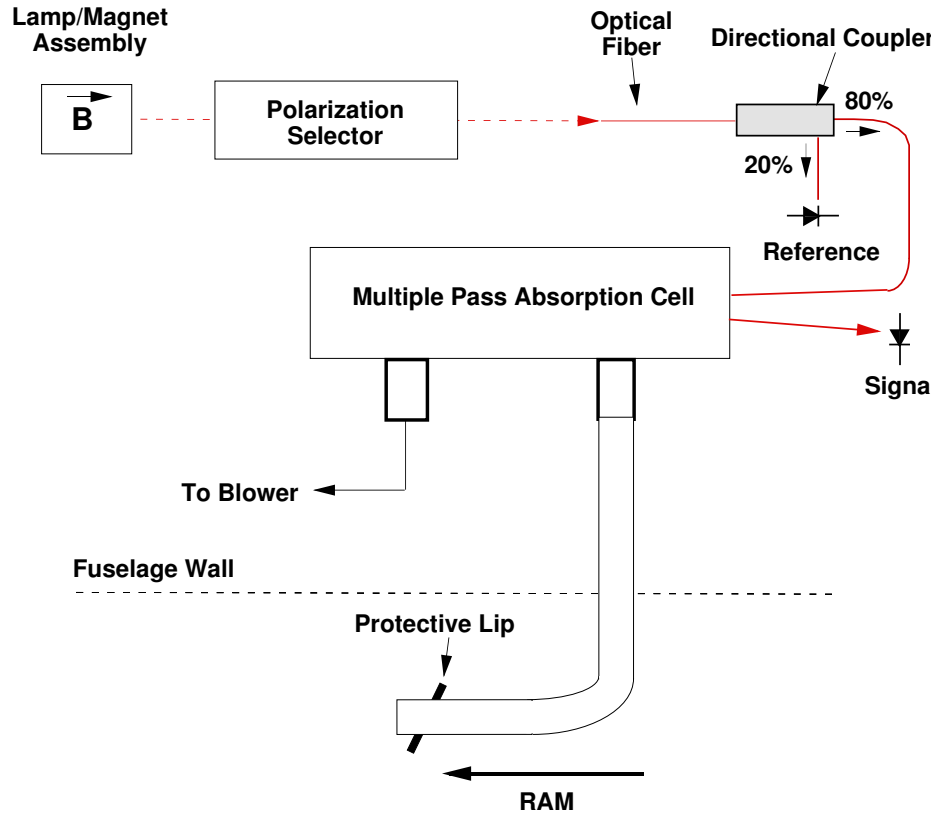 Lamp/Magnet
Assembly
Optical
Fiber
Directional Coupler
B
Polarization
Selector
80%
20%
Reference
Multiple Pass Absorption Cell
Signa
To Blower
Fuselage Wall
Protective Lip
RAM